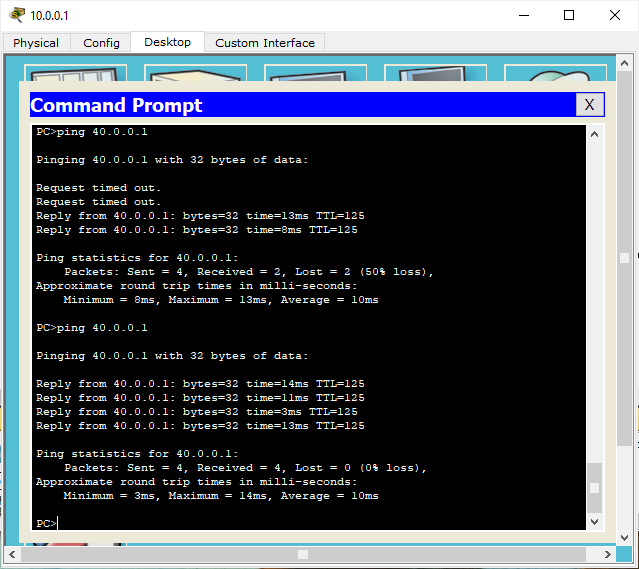 10.0.0.1
Physical Config Desktop Custom Interface
Command Prompt X
PC>ping 40.0.0.1
Pinging 40.0.0.1 with 32 bytes of data:
Request timed out.
Request timed out.
Reply from 40.0.0.1: bytes=32 time=13ms TTL=125
Reply from 40.0.0.1: bytes=32 time=8ms TTL=125
Ping statistics for 40.0.0.1:
Packets: Sent = 4, Received = 2, Lost = 2 (50% loss),
Approximate round trip times in milli-seconds:
Minimum = 8ms, Maximum = 13ms, Average = 10ms
PC>ping 40.0.0.1
Pinging 40.0.0.1 with 32 bytes of data:
Reply from 40.0.0.1: bytes=32 time=14ms TTL=125
Reply from 40.0.0.1: bytes=32 time=11ms TTL=125
Reply from 40.0.0.1: bytes=32 time=3ms TTL=125
Reply from 40.0.0.1: bytes=32 time=13ms TTL=125
Ping statistics for 40.0.0.1:
Packets: Sent = 4, Received = 4, Lost = 0 (0% loss),
Approximate round trip times in milli-seconds:
Minimum = 3ms, Maximum = 14ms, Average = 10ms
PC>